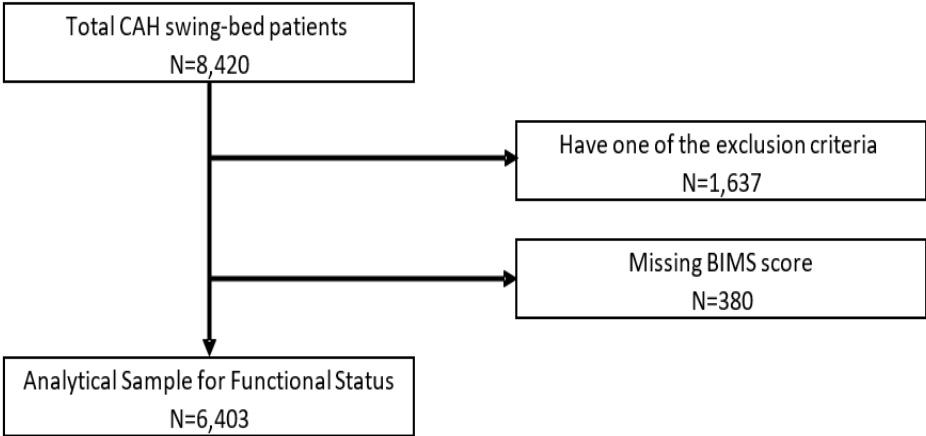 Total CAH swing-bed patients
N=8,420
Have one of the exclusion criteria
N=1,637
Missing BIMS score
N=380
Analytical Sample for Functional Status
N=6,403